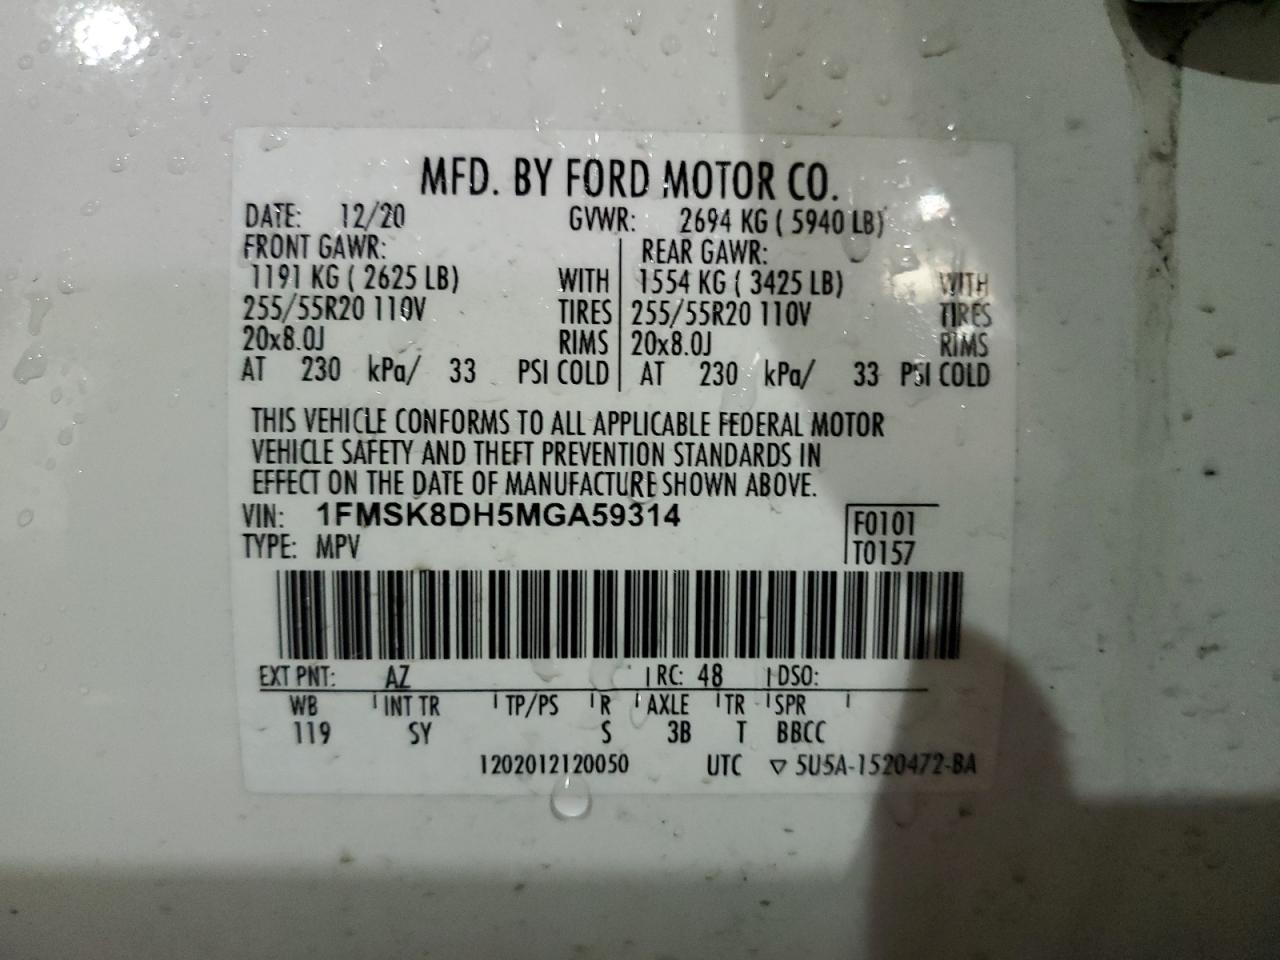 MFD. BY FORD MOTOR CO.
DATE: 12/20 GVWR: 2694 KG ( 5940 LB)
FRONT GAWR: REAR GAWR:
1191 KG ( 2625 LB) WITH 1554 KG ( 3425 LB) WITH
255/55R20 110V TIRES 255/55R20 110V TIRES
20x8.0J RIMS 20x8.0J RIMS
AT 230 kPa/ 33 PSI COLD AT 230 kPa/ 33 PSI COLD
THIS VEHICLE CONFORMS TO ALL APPLICABLE FEDERAL MOTOR
VEHICLE SAFETY AND THEFT PREVENTION STANDARDS IN
EFFECT ON THE DATE OF MANUFACTURE SHOWN ABOVE.
VIN: 1FMSK8DH5MGA59314 F0101
TYPE: MPV T0157
EXT PNT: AZ RC: 48 DSO:
WB INT TR TP/PS R AXLE TR SPR
119 SY S 3B T BBCC
1202012120050 UTC ▽ 5U5A-1520472-BA